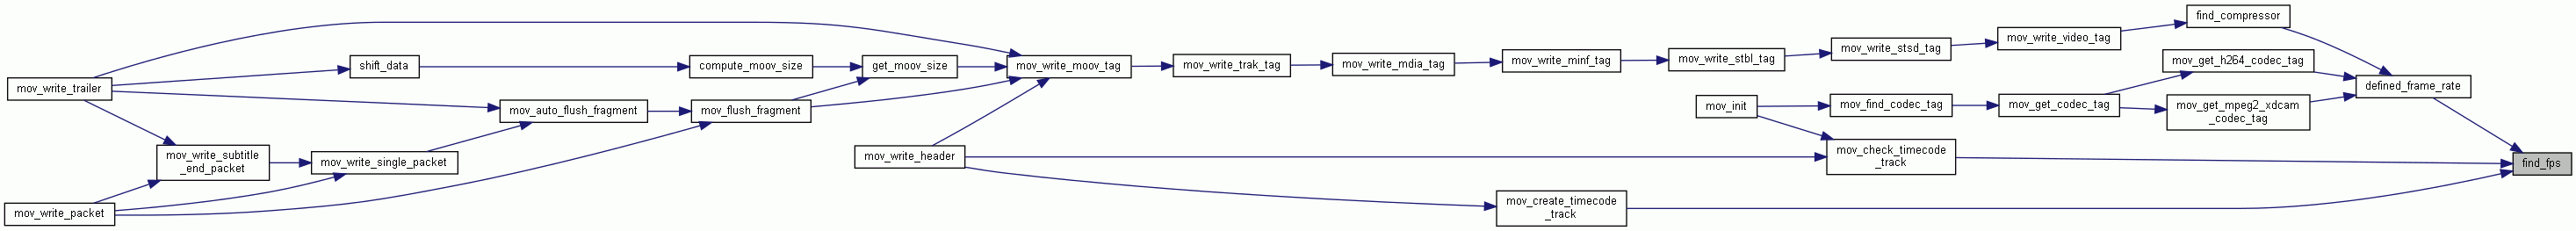 mov_write_trailer
shift_data
mov_write_subtitle
_end_packet
mov_write_packet
mov_write_single_packet
mov_auto_flush_fragment
compute_moov_size
mov_flush_fragment
get_moov_size
mov_write_header
mov_write_moov_tag
mov_write_trak_tag
mov_write_mdia_tag
mov_write_minf_tag
mov_create_timecode
_track
mov_write_stbl_tag
mov_init
mov_write_stsd_tag
mov_find_codec_tag
mov_check_timecode
_track
mov_write_video_tag
mov_get_codec_tag
find_compressor
mov_get_h264_codec_tag
mov_get_mpeg2_xdcam
_codec_tag
defined_frame_rate
find_fps